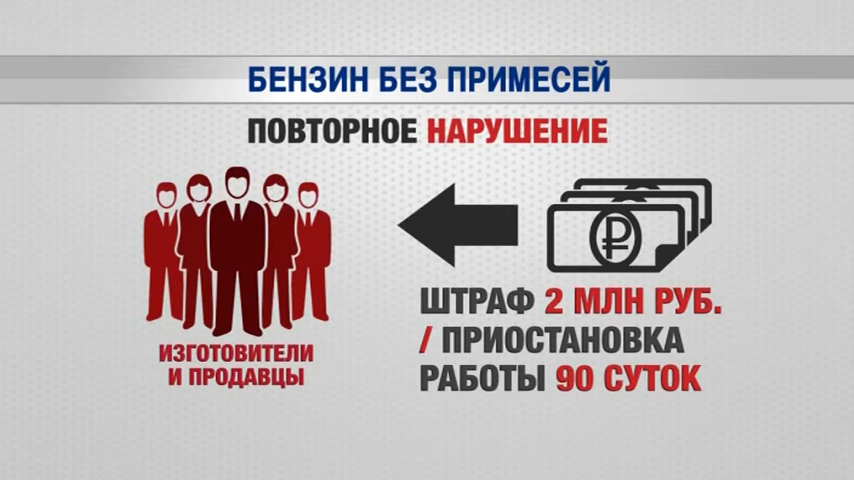 БЕНЗИН БЕЗ ПРИМЕСЕЙ
ПОВТОРНОЕ НАРУШЕНИЕ
₽
ИЗГОТОВИТЕЛИ
И ПРОДАВЦЫ
ШТРАФ 2 МЛН РУБ.
/ ПРИОСТАНОВКА
РАБОТЫ 90 СУТОК